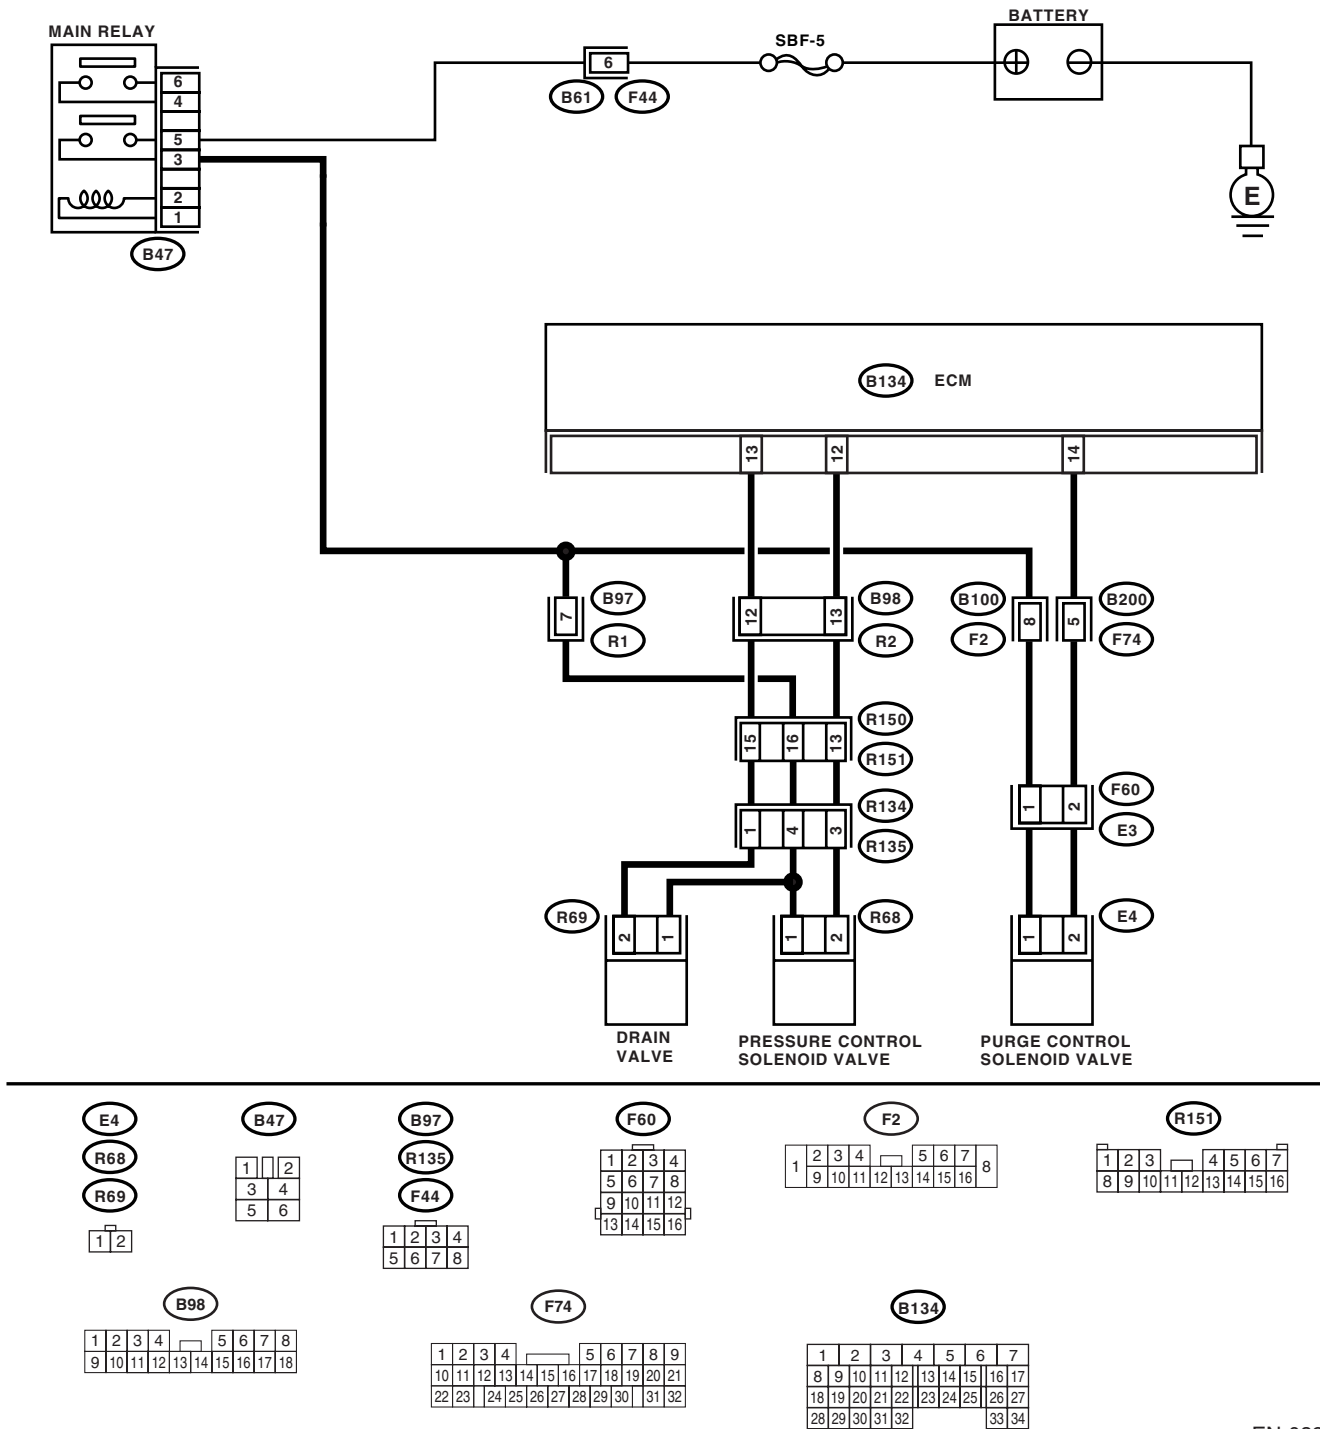 MAIN RELAY
BATTERY
SBF-5
6
6
4
5
3
2
1
B61 F44
E
B47
B134 ECM
13 12 14
7 B97 R1
12 13 B98 R2
B100 F2 8
5 B200 F74
15 16 13 R150 R151
1 4 3 R134 R135
1 2 F60 E3
R69 2 1
1 2 R68
1 2 E4
DRAIN
VALVE
PRESSURE CONTROL
SOLENOID VALVE
PURGE CONTROL
SOLENOID VALVE
E4
R68
R69
1 2
B47
1 2
3 4
5 6
B97
R135
F44
1 2 3 4
5 6 7 8
F60
1 2 3 4
5 6 7 8
9 10 11 12
13 14 15 16
F2
1 2 3 4 5 6 7 8
9 10 11 12 13 14 15 16
R151
1 2 3 4 5 6 7
8 9 10 11 12 13 14 15 16
B98
1 2 3 4 5 6 7 8
9 10 11 12 13 14 15 16 17 18
F74
1 2 3 4 5 6 7 8 9
10 11 12 13 14 15 16 17 18 19 20 21
22 23 24 25 26 27 28 29 30 31 32
B134
1 2 3 4 5 6 7
8 9 10 11 12 13 14 15 16 17
18 19 20 21 22 23 24 25 26 27
28 29 30 31 32 33 34